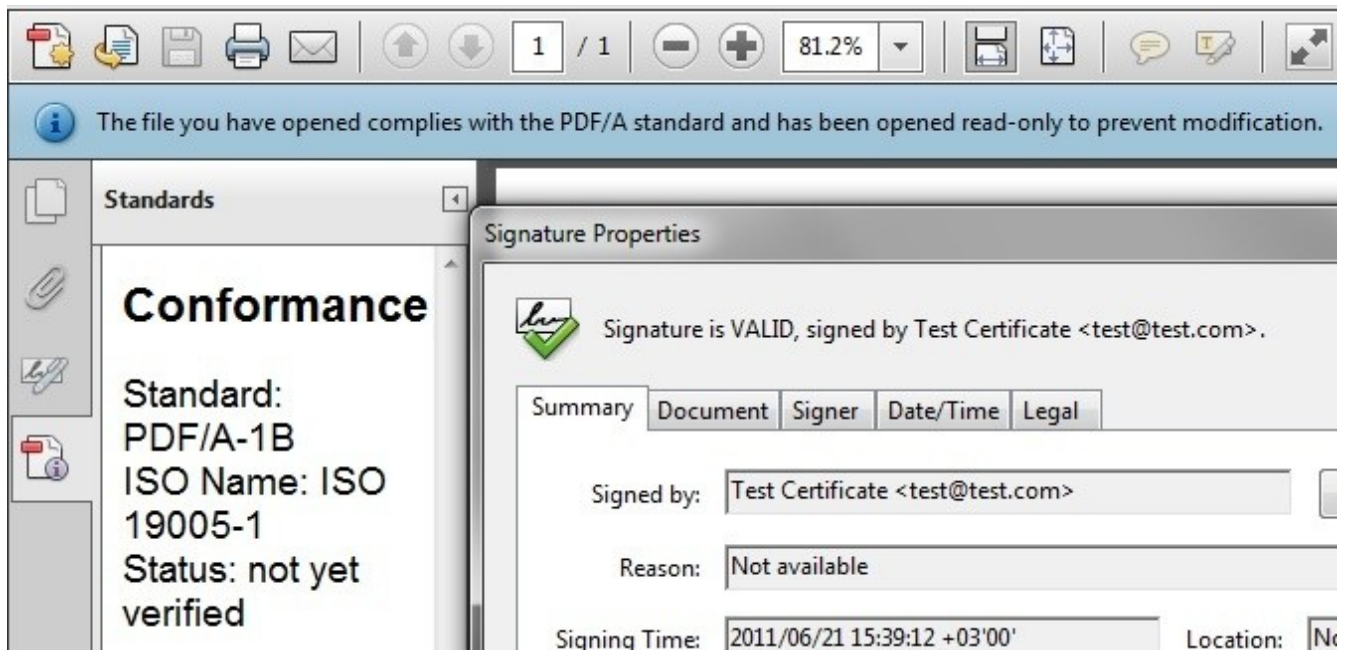 1 / 1 81.2%
The file you have opened complies with the PDF/A standard and has been opened read-only to prevent modification.
Standards
Conformance
Standard:
PDF/A-1B
ISO Name: ISO
19005-1
Status: not yet
verified
Signature Properties
Signature is VALID, signed by Test Certificate <test@test.com>.
Summary Document Signer Date/Time Legal
Signed by: Test Certificate <test@test.com>
Reason: Not available
Signing Time: 2011/06/21 15:39:12 +03'00' Location: